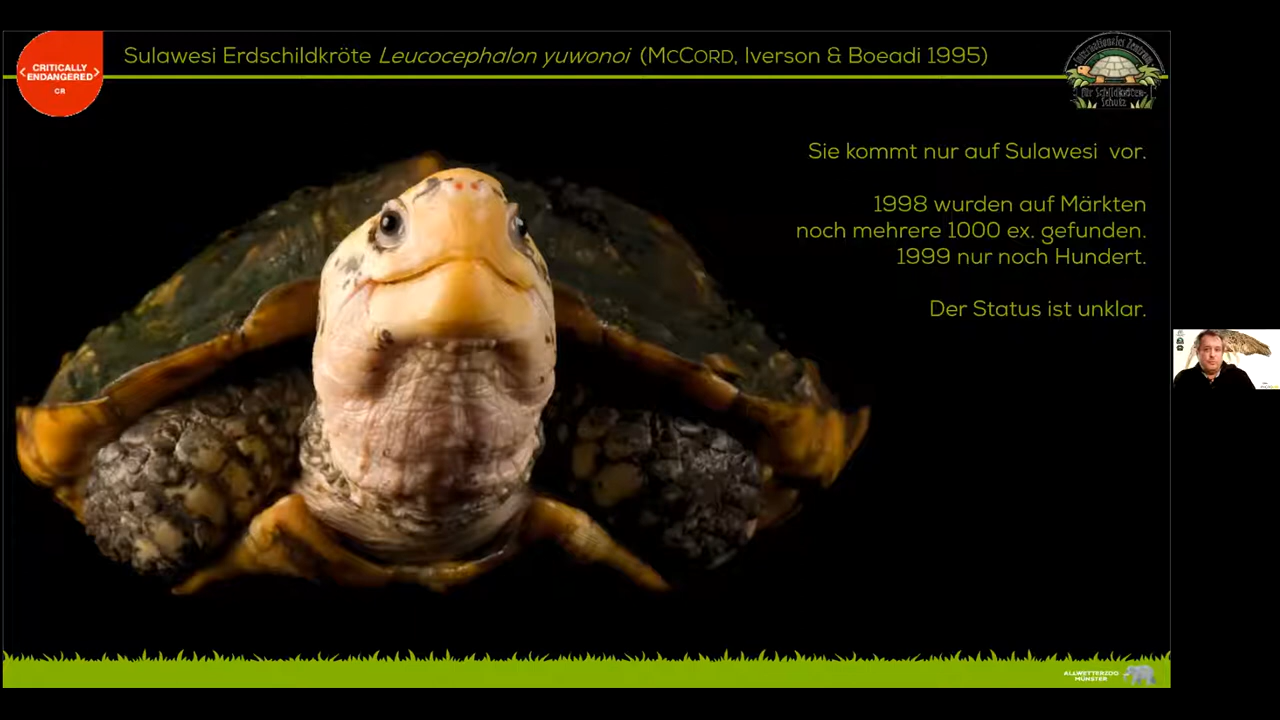 CRITICALLY
ENDANGERED
CR
Sulawesi Erdschildkröte Leucocephalon yuwonoi (MCCORD, Iverson & Boeadi 1995)
Internationales Zentrum
für Schildkröten-
Schutz
Sie kommt nur auf Sulawesi vor.
1998 wurden auf Märkten
noch mehrere 1000 ex. gefunden.
1999 nur noch Hundert.
Der Status ist unklar.
ALLWETTERZOO
MÜNSTER